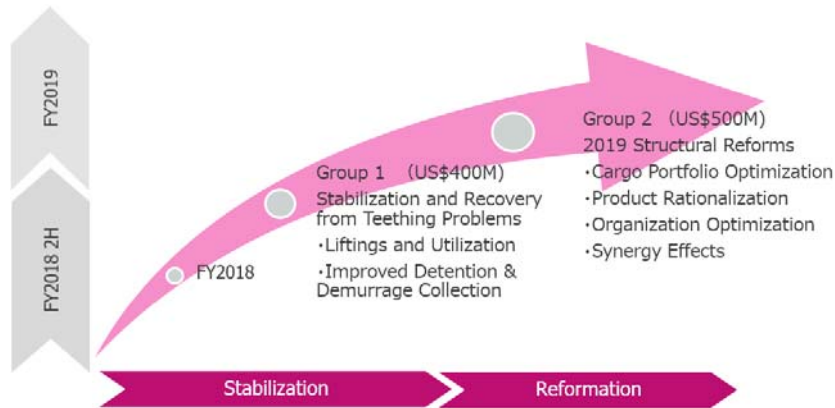 FY2019
FY2018 2H
FY2018
Group 1 （US$400M）
Stabilization and Recovery
from Teething Problems
・Liftings and Utilization
・Improved Detention &
Demurrage Collection
Group 2 （US$500M）
2019 Structural Reforms
・Cargo Portfolio Optimization
・Product Rationalization
・Organization Optimization
・Synergy Effects
Stabilization
Reformation